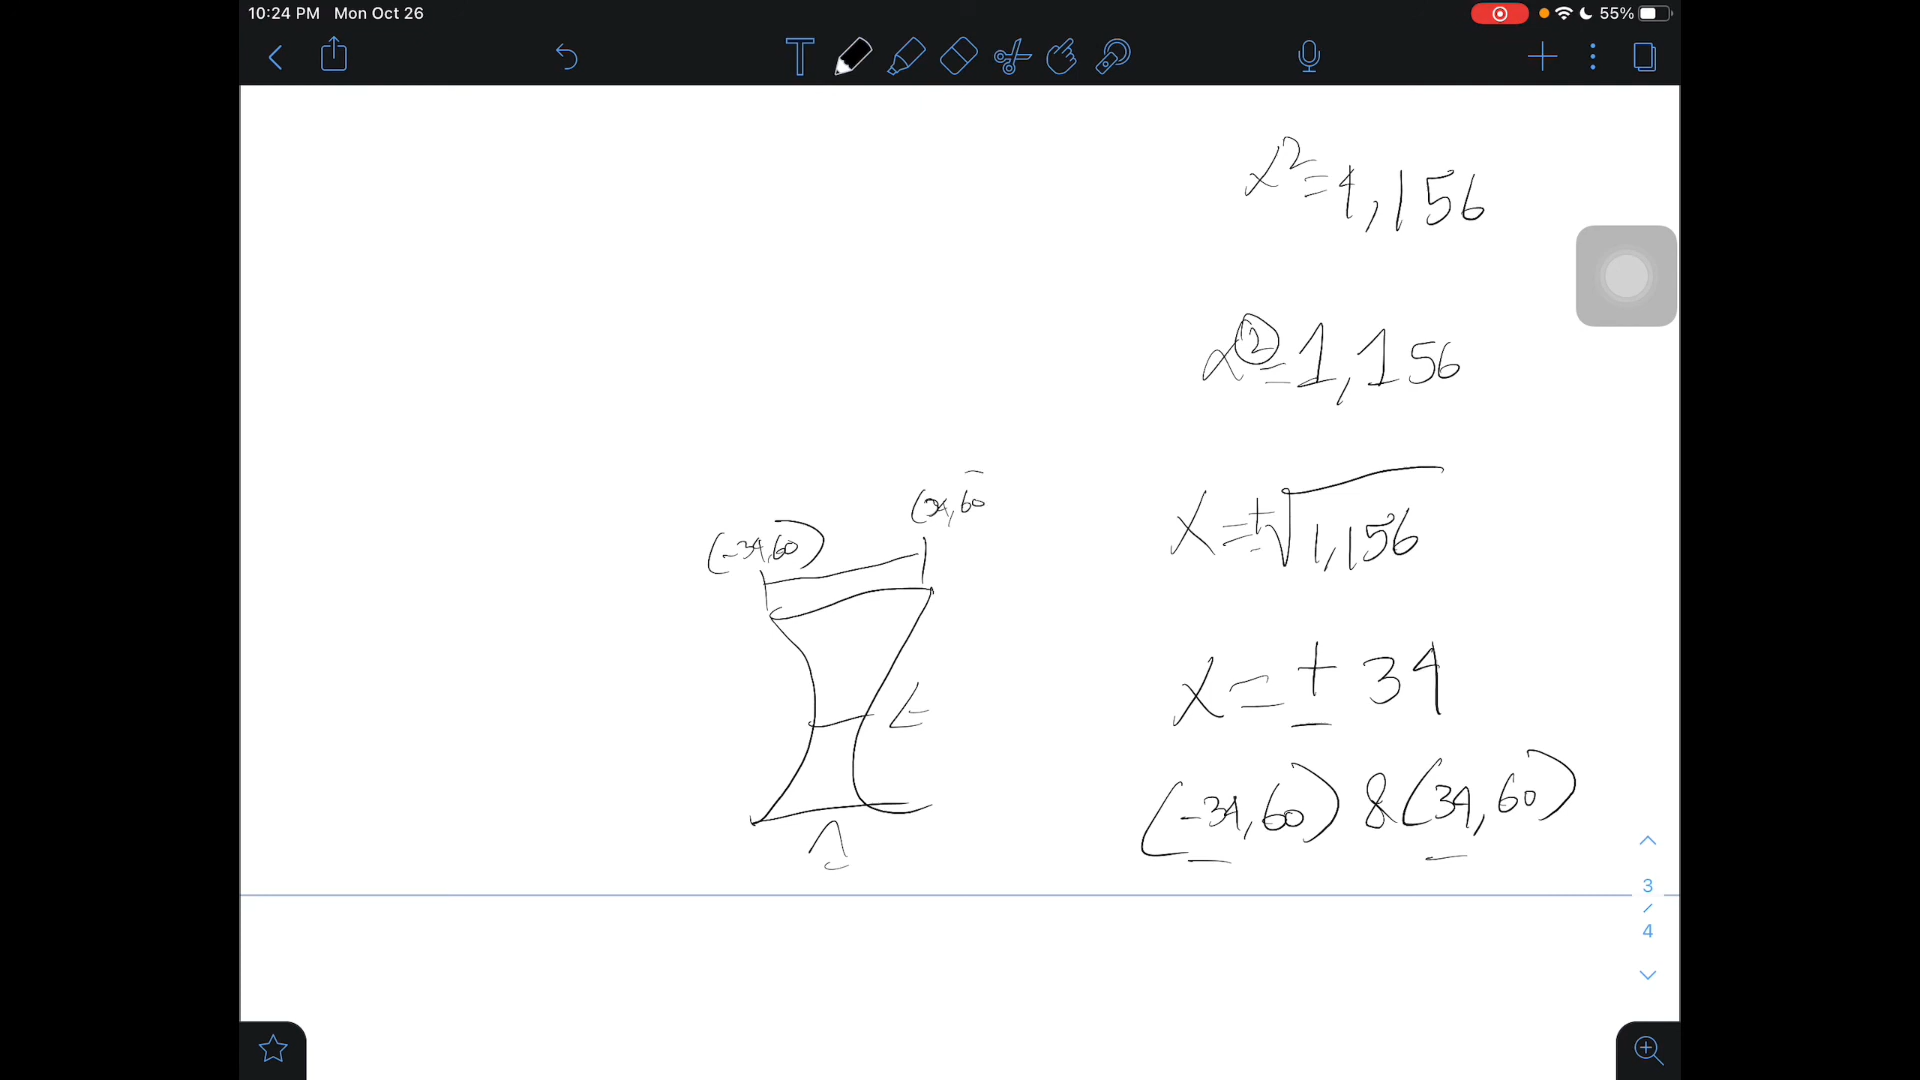 10:24 PM Mon Oct 26
55%
T
x²=1,156
x²=1,156
x=±√1,156
(34,60
(-34,60)
x=±34
(-34,60) & (34,60)
3
/
4